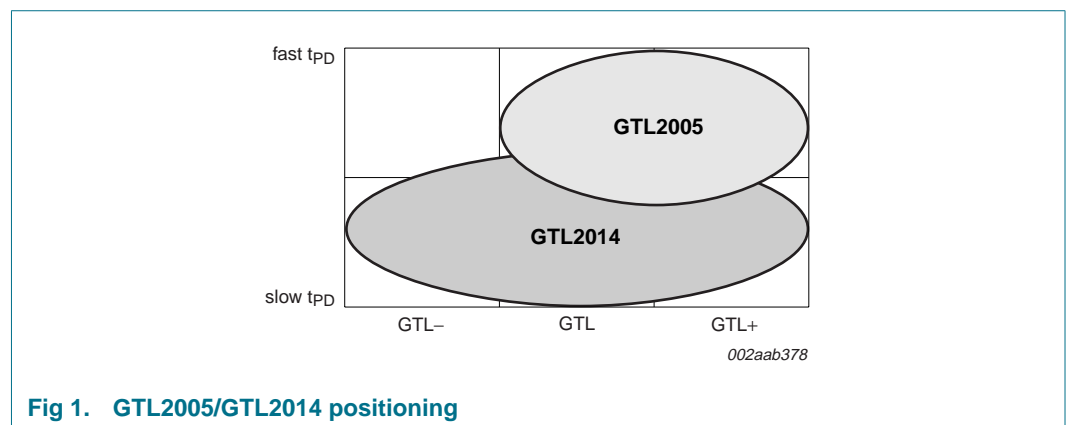 fast tPD
GTL2005
GTL2014
slow tPD
GTL− GTL GTL+
002aab378
Fig 1. GTL2005/GTL2014 positioning